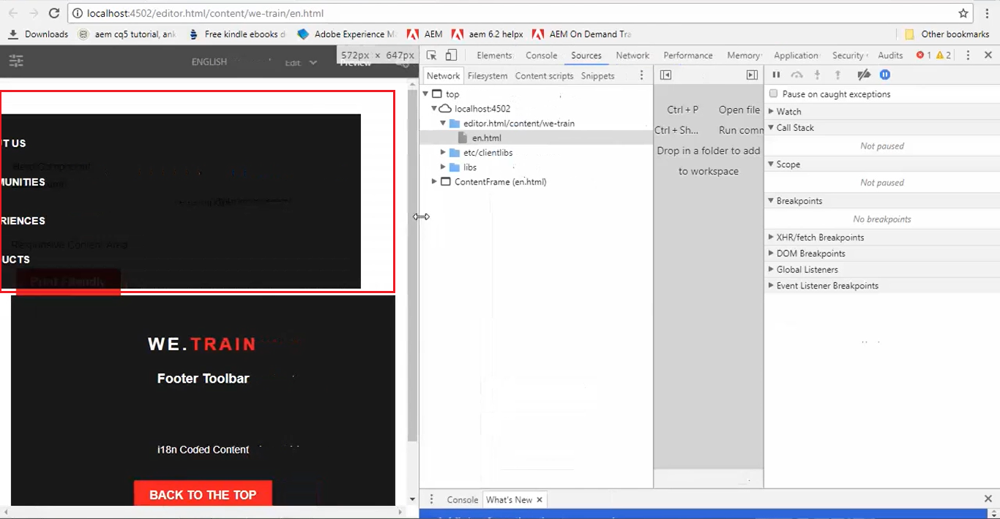 localhost:4502/editor.html/content/we-train/en.html
Downloads aem cq5 tutorial, ank Free kindle ebooks d Adobe Experience M AEM aem 6.2 helpx AEM On Demand Tra Other bookmarks
ENGLISH Edit Preview 572px × 647px Elements Console Sources Network Performance Memory Application Security Audits 1 2
Network Filesystem Content scripts Snippets
top
localhost:4502
editor.html/content/we-train
en.html
etc/clientlibs
libs
ContentFrame (en.html)
Ctrl + P Open file
Ctrl + Sh... Run comm
Drop in a folder to add
to workspace
Pause on caught exceptions
Watch
Call Stack
Not paused
Scope
Not paused
Breakpoints
No breakpoints
XHR/fetch Breakpoints
DOM Breakpoints
Global Listeners
Event Listener Breakpoints
T US
MUNITIES
RIENCES
Responsive Content Area
UCTS
Print Friendly
WE.TRAIN
Footer Toolbar
i18n Coded Content
BACK TO THE TOP
Console What's New